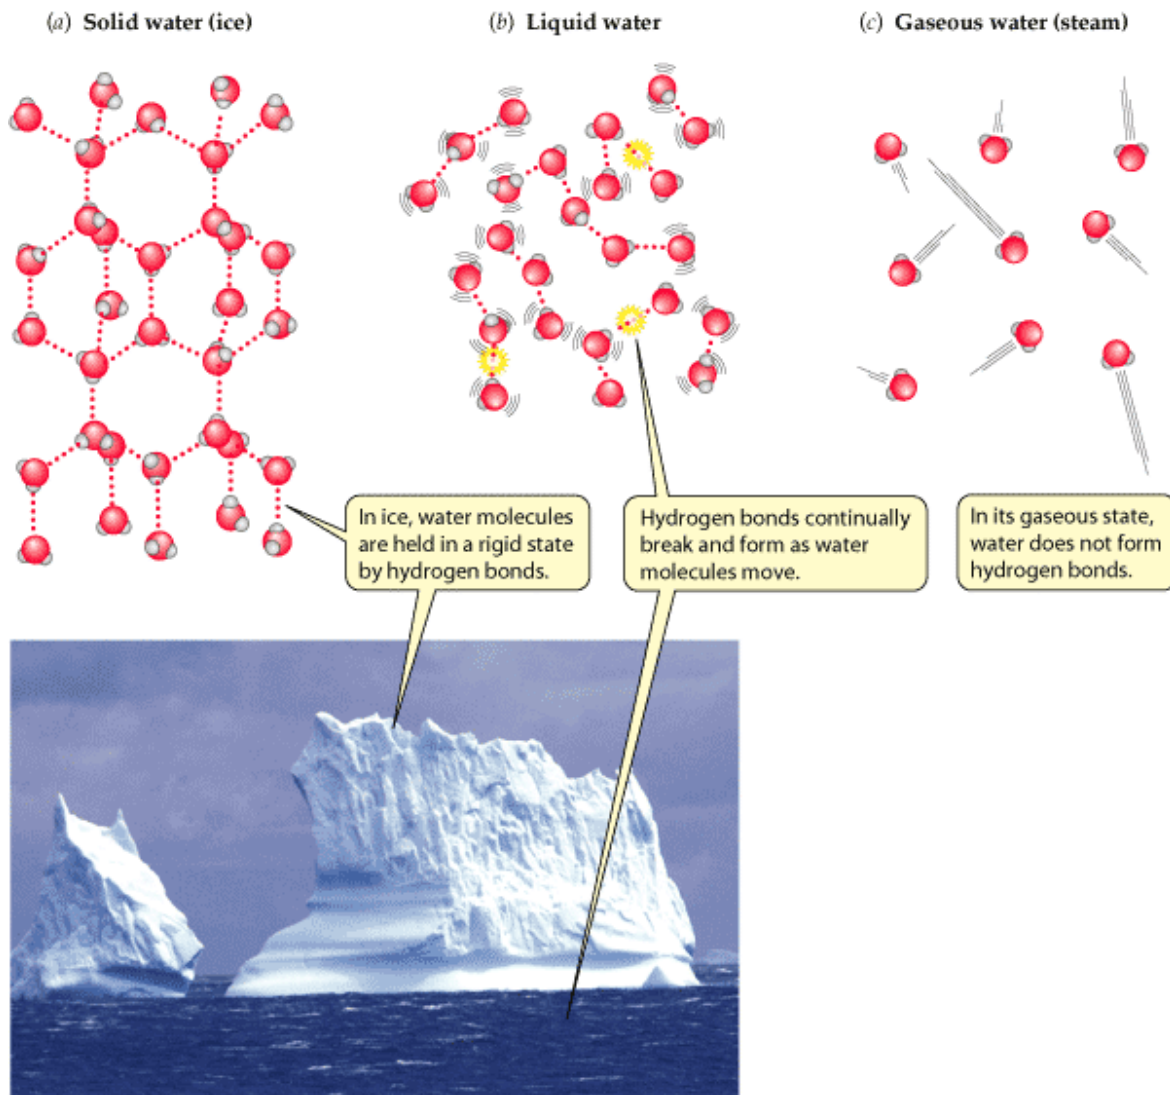 (a) Solid water (ice)
(b) Liquid water
(c) Gaseous water (steam)
In ice, water molecules
are held in a rigid state
by hydrogen bonds.
Hydrogen bonds continually
break and form as water
molecules move.
In its gaseous state,
water does not form
hydrogen bonds.